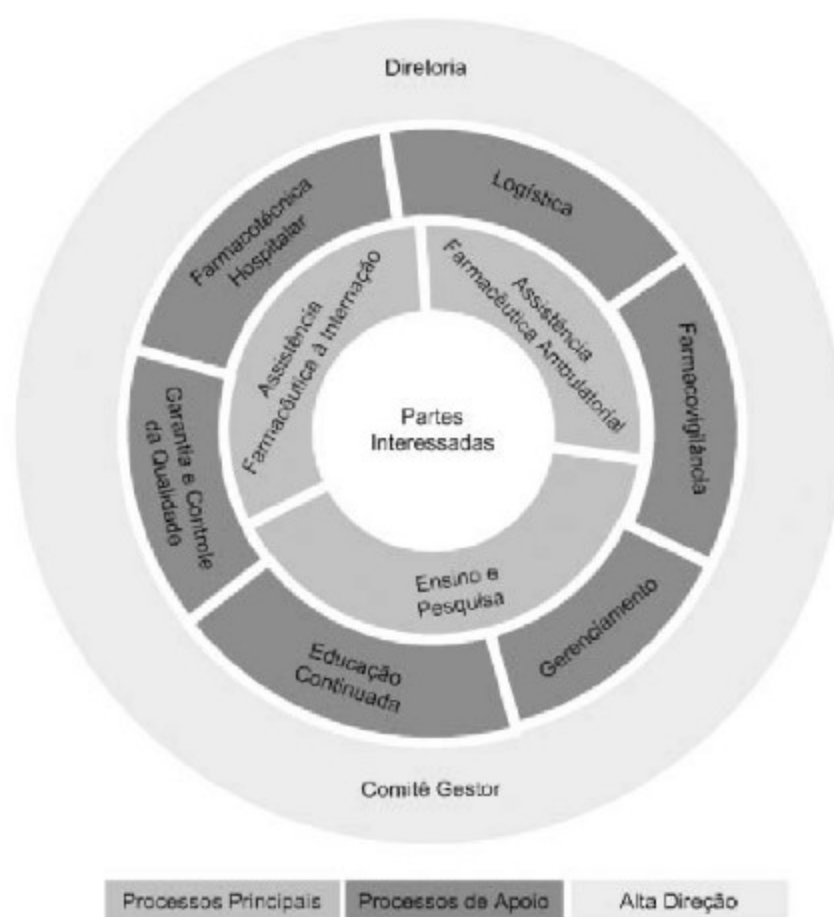 Diretoria
Logística
Farmacotécnica
Hospitalar
Assistência
Farmacêutica à Internação
Assistência
Farmacêutica Ambulatorial
Farmacovigilância
Partes
Interessadas
Garantia e Controle
da Qualidade
Ensino e
Pesquisa
Gerenciamento
Educação
Continuada
Comitê Gestor
Processos Principais
Processos de Apoio
Alta Direção